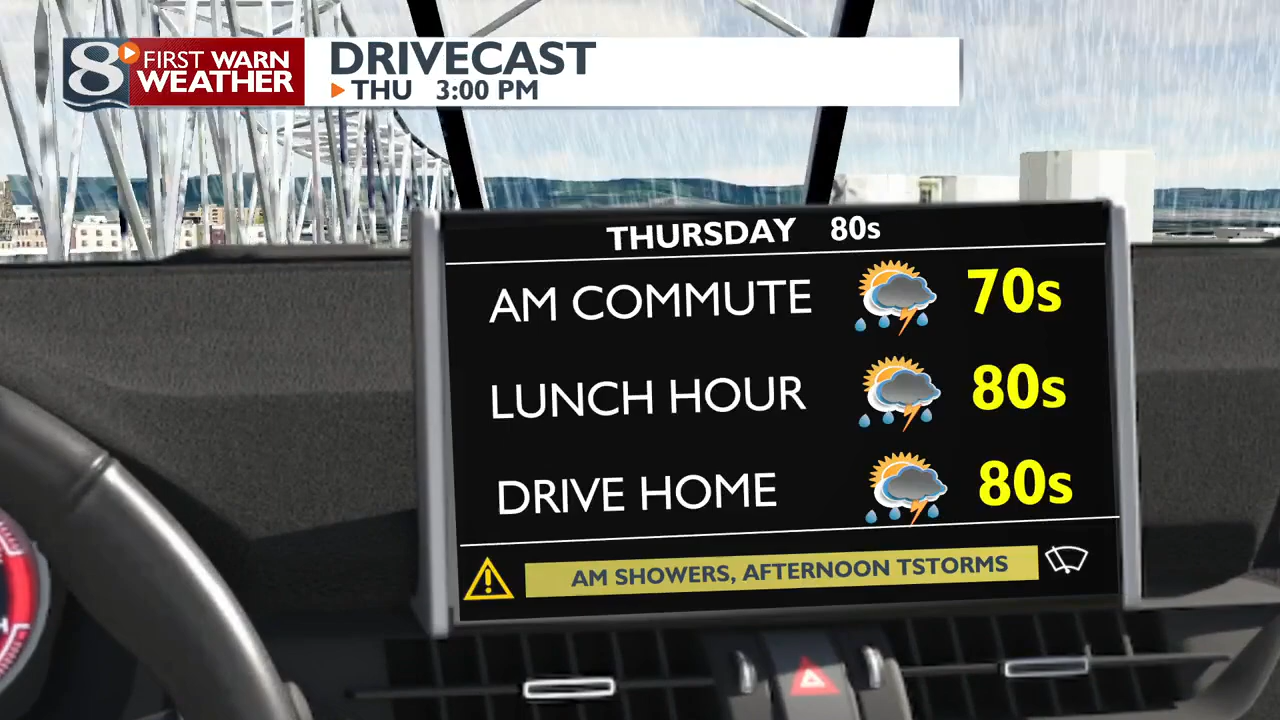 8 FIRST WARN
WEATHER
DRIVECAST
THU 3:00 PM
THURSDAY 80s
AM COMMUTE 70s
LUNCH HOUR 80s
DRIVE HOME 80s
AM SHOWERS, AFTERNOON TSTORMS